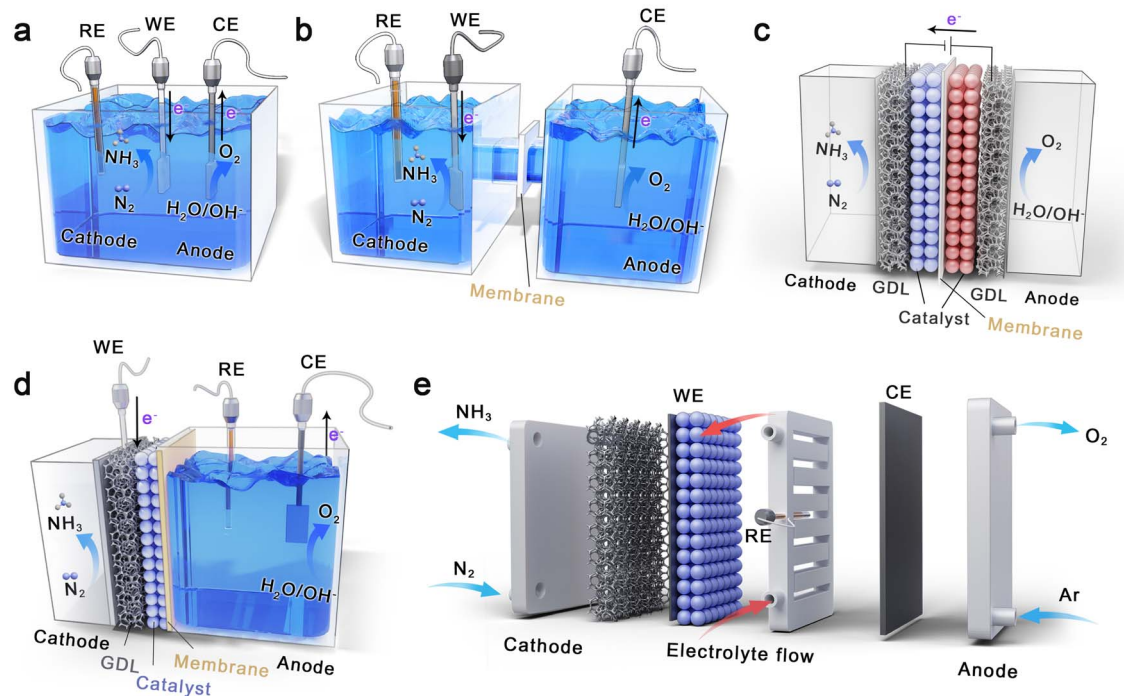 a
RE
WE
CE
e⁻
e⁻
NH₃
O₂
N₂
H₂O/OH⁻
Cathode
Anode
b
RE
WE
CE
e⁻
e⁻
NH₃
O₂
N₂
H₂O/OH⁻
Cathode
Anode
Membrane
c
e⁻
NH₃
O₂
N₂
H₂O/OH⁻
Cathode
GDL
GDL
Anode
Catalyst
Membrane
d
WE
RE
CE
e⁻
e⁻
NH₃
O₂
N₂
H₂O/OH⁻
Cathode
GDL
Membrane
Anode
Catalyst
e
NH₃
WE
CE
O₂
RE
N₂
Ar
Electrolyte flow
Cathode
Anode